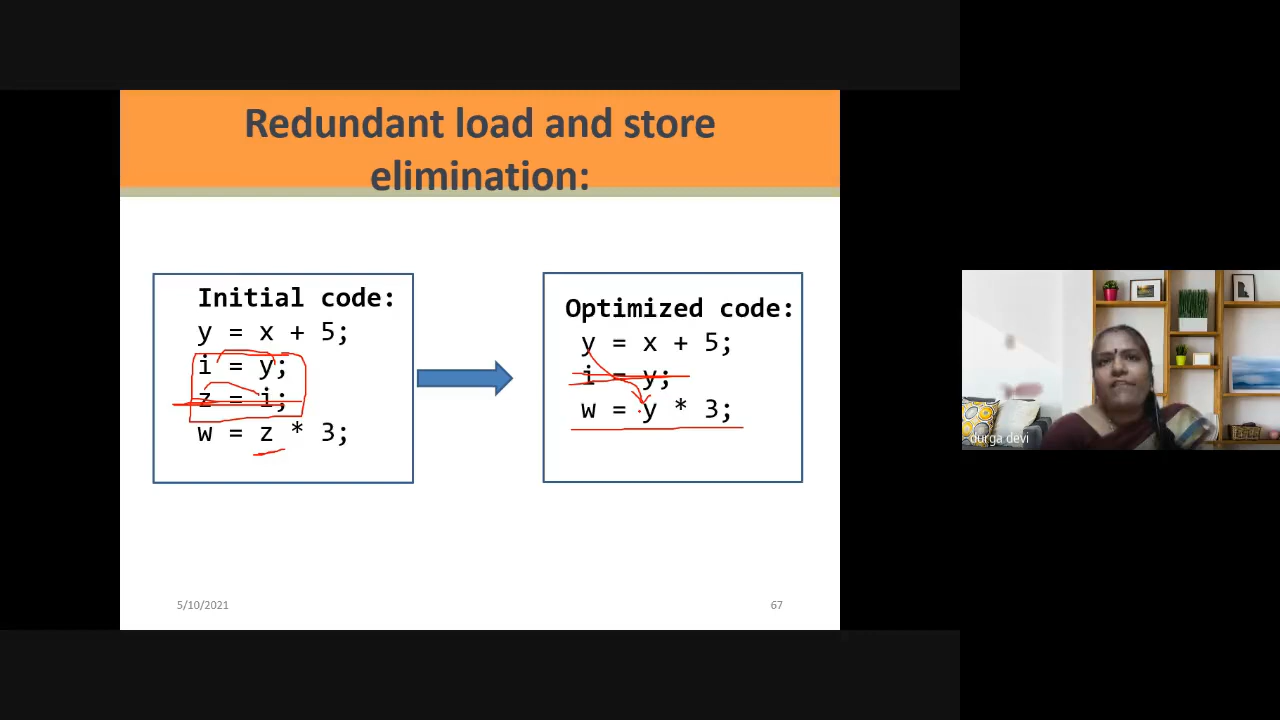 Redundant load and store
elimination:
Initial code:
y = x + 5;
i = y;
z = i;
w = z * 3;
Optimized code:
y = x + 5;
i = y;
w = y * 3;
5/10/2021
67
durga devi